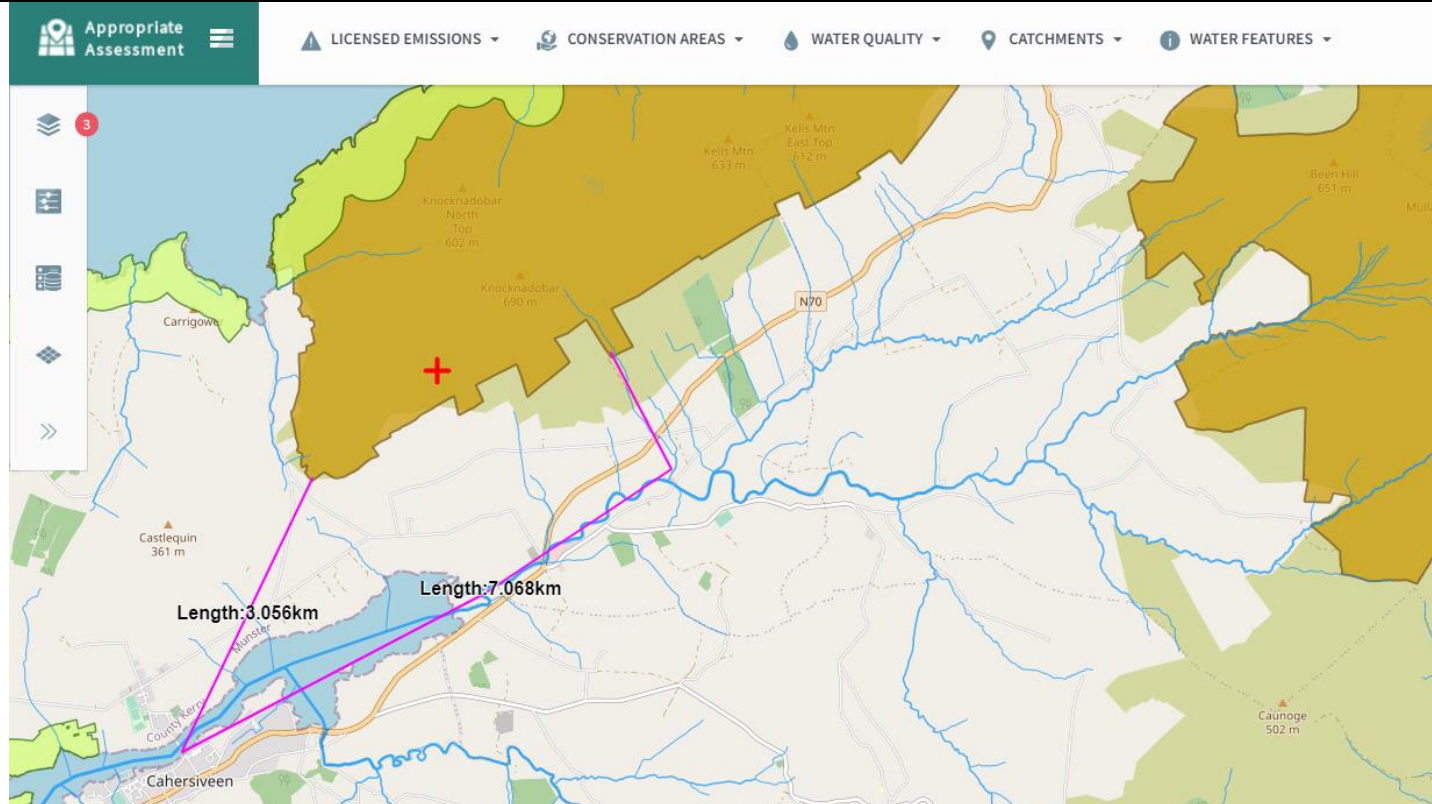 Appropriate
Assessment
LICENSED EMISSIONS
CONSERVATION AREAS
WATER QUALITY
CATCHMENTS
WATER FEATURES
3
Kells Mtn
633 m
Kells Mtn
East Top
612 m
Been Hill
651 m
Knocknadobar
North
Top
602 m
Knocknadobar
690 m
N70
Carrigower
Castlequin
361 m
Length:7.068km
Length:3.056km
Munster
County Kerry
Caunoge
502 m
Cahersiveen